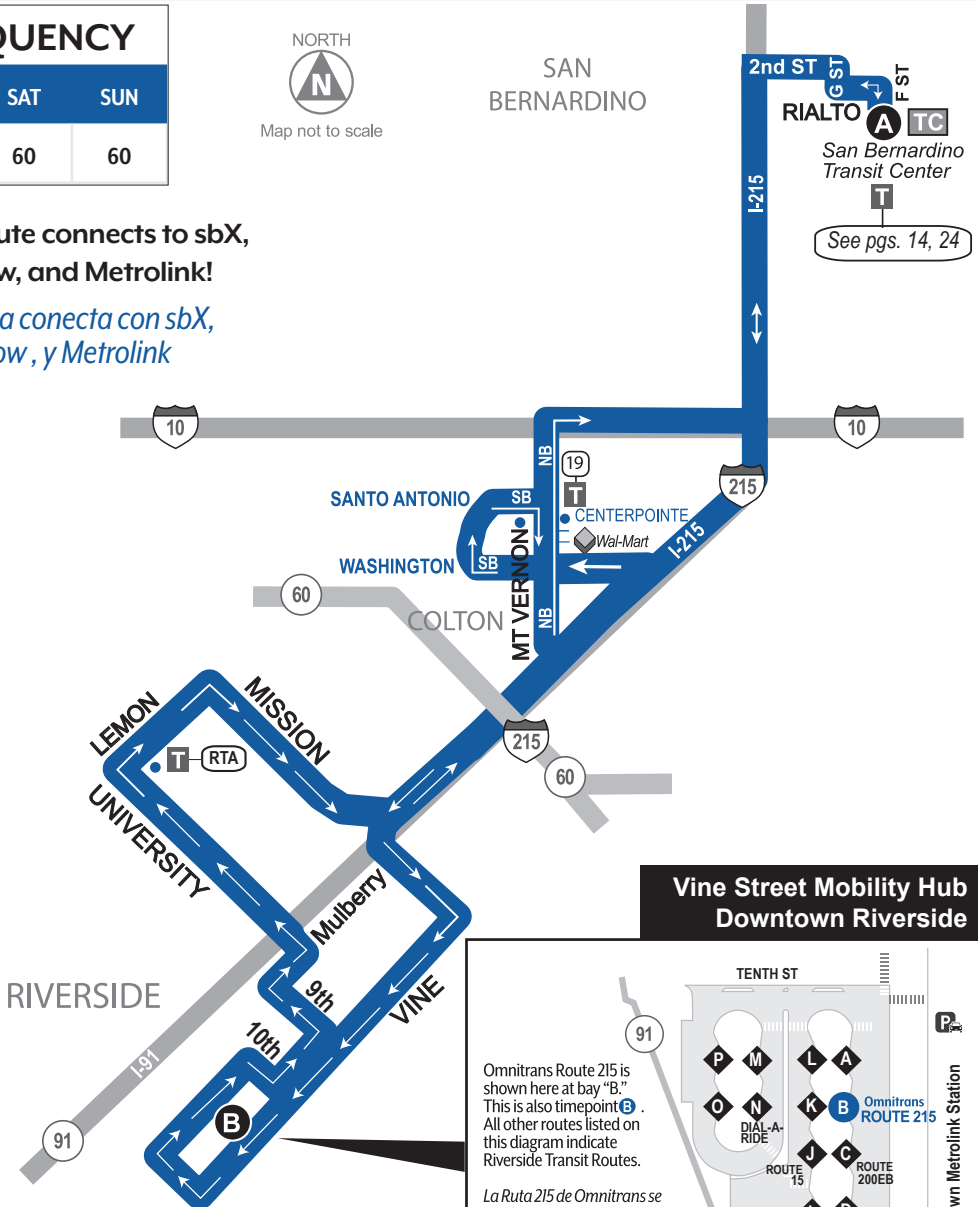 QUENCY
SAT SUN
60 60
ute connects to sbX,
w, and Metrolink!
a conecta con sbX,
ow , y Metrolink
NORTH
N
Map not to scale
SAN
BERNARDINO
2nd ST
G ST
F ST
RIALTO
A
TC
San Bernardino
Transit Center
T
See pgs. 14, 24
I-215
10
10
NB
19
T
215
SANTO ANTONIO
SB
CENTERPOINTE
Wal-Mart
I-215
WASHINGTON
SB
MT VERNON
NB
60
COLTON
215
60
LEMON
MISSION
T
RTA
UNIVERSITY
Mulberry
RIVERSIDE
9th
VINE
10th
I-91
B
91
Vine Street Mobility Hub
Downtown Riverside
TENTH ST
91
P
Omnitrans Route 215 is
shown here at bay “B.”
This is also timepoint B .
All other routes listed on
this diagram indicate
Riverside Transit Routes.
La Ruta 215 de Omnitrans se
P M L A
O N K B
Omnitrans
ROUTE 215
DIAL-A-
RIDE
J C
ROUTE
15
ROUTE
200EB
wn Metrolink Station